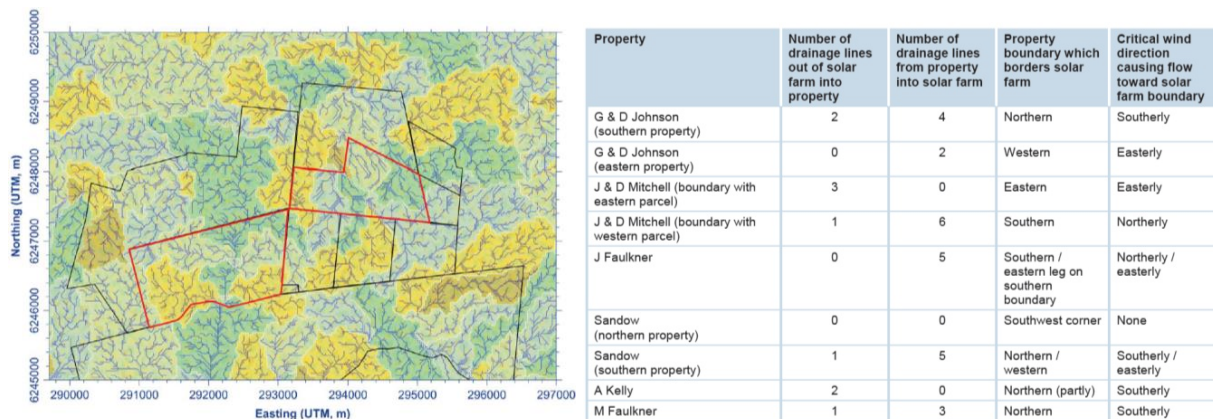 6250000
6249000
6248000
6247000
6246000
6245000
Northing (UTM, m)
290000 291000 292000 293000 294000 295000 296000 297000
Easting (UTM, m)
Property
Number of
drainage lines
out of solar
farm into
property
Number of
drainage lines
from property
into solar farm
Property
boundary which
borders solar
farm
Critical wind
direction
causing flow
toward solar
farm boundary
G & D Johnson
(southern property)
2
4
Northern
Southerly
G & D Johnson
(eastern property)
0
2
Western
Easterly
J & D Mitchell (boundary with
eastern parcel)
3
0
Eastern
Easterly
J & D Mitchell (boundary with
western parcel)
1
6
Southern
Northerly
J Faulkner
0
5
Southern /
eastern leg on
southern
boundary
Northerly /
easterly
Sandow
(northern property)
0
0
Southwest corner
None
Sandow
(southern property)
1
5
Northern /
western
Southerly /
easterly
A Kelly
2
0
Northern (partly)
Southerly
M Faulkner
1
3
Northern
Southerly